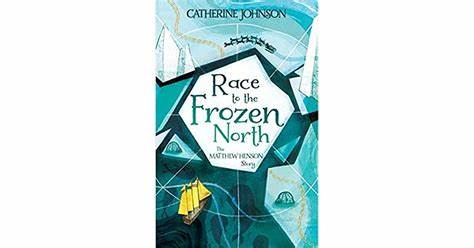 CATHERINE JOHNSON
Race
to the
Frozen
North
The
MATTHEW HENSON
Story